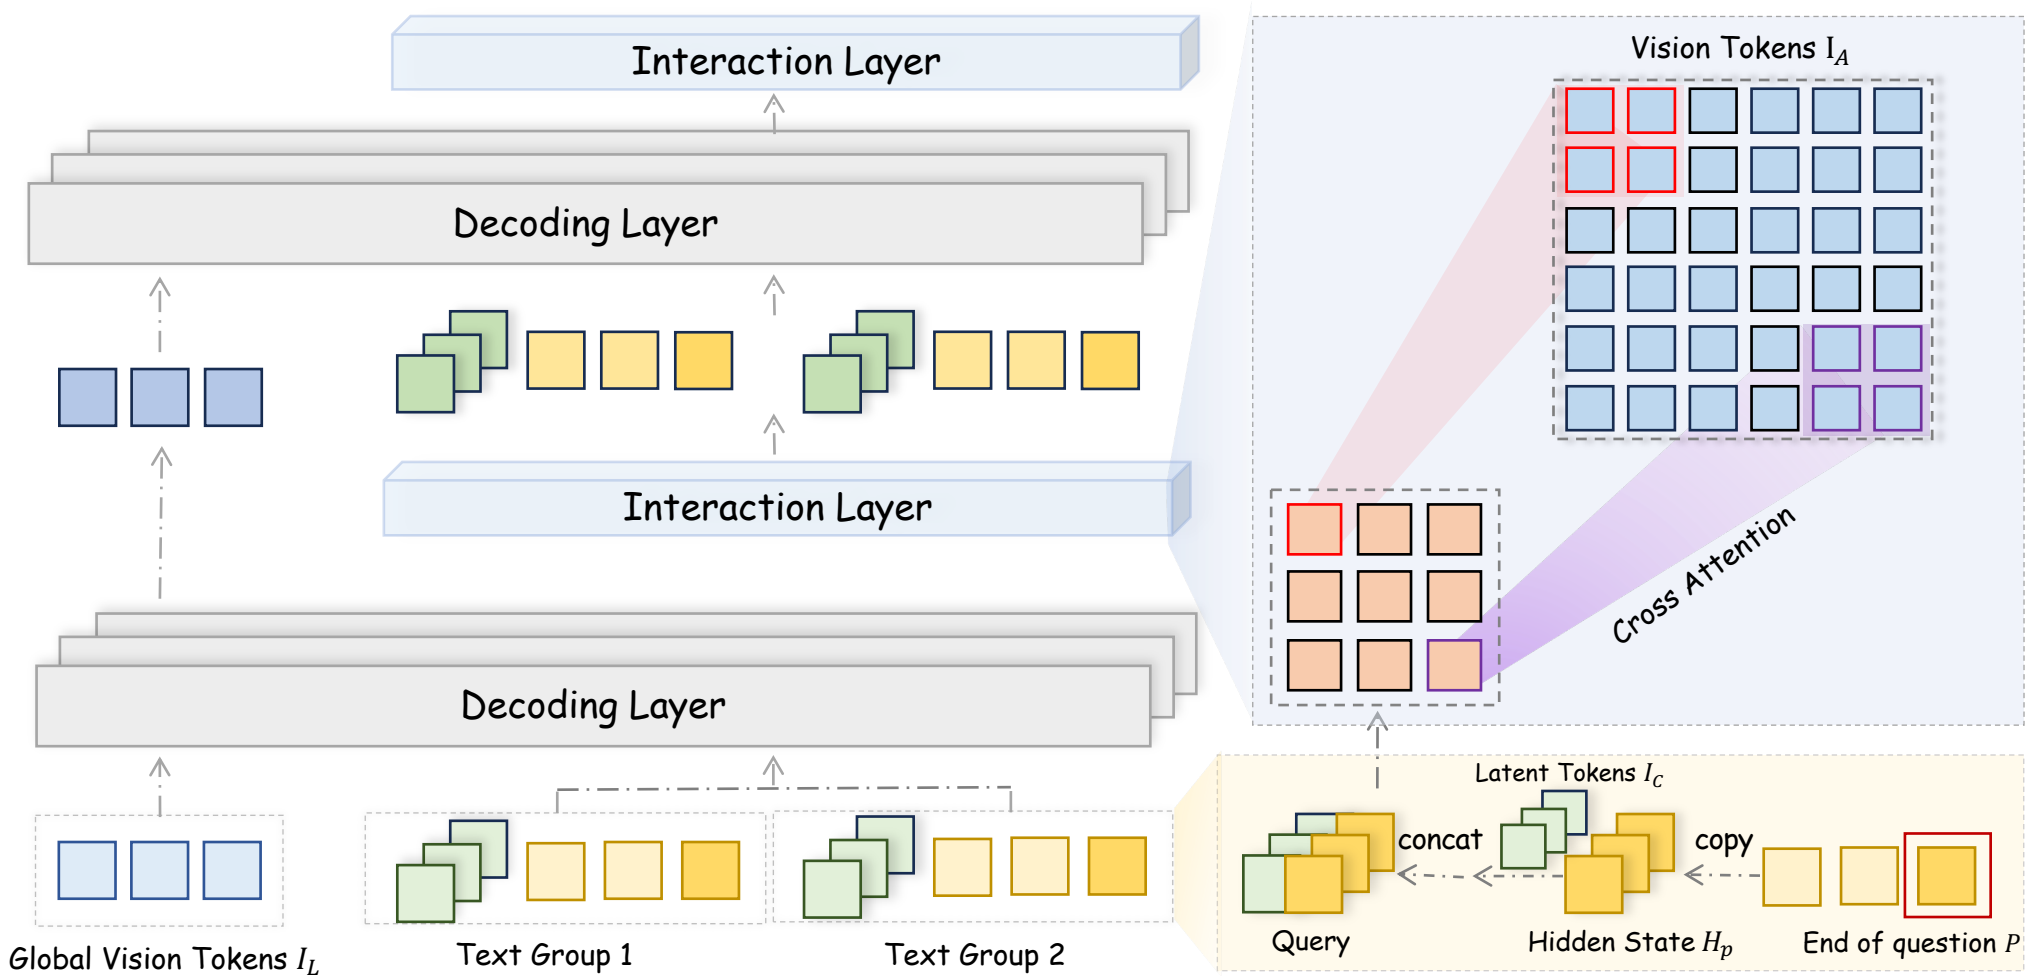 Interaction Layer
Decoding Layer
Interaction Layer
Decoding Layer
Global Vision Tokens I_L
Text Group 1
Text Group 2
Vision Tokens I_A
Cross Attention
Latent Tokens I_C
concat
copy
Query
Hidden State H_p
End of question P